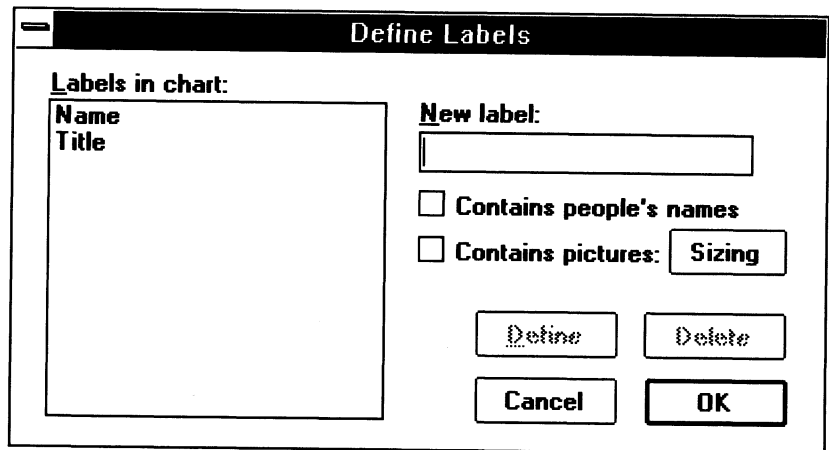 Define Labels
Labels in chart:
Name
Title
New label:
Contains people's names
Contains pictures: Sizing
Define Delete
Cancel OK